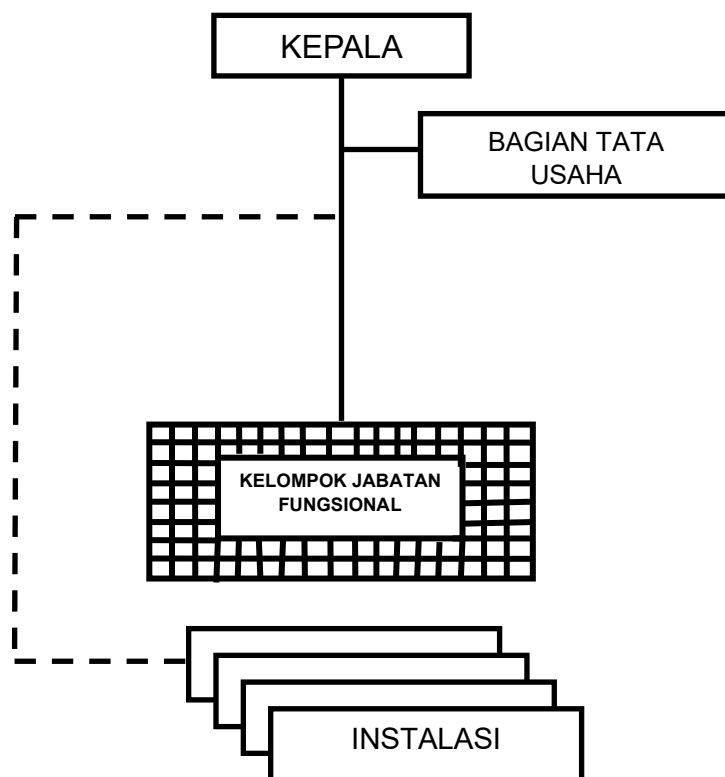 KEPALA
BAGIAN TATA
USAHA
KELOMPOK JABATAN
FUNGSIONAL
INSTALASI